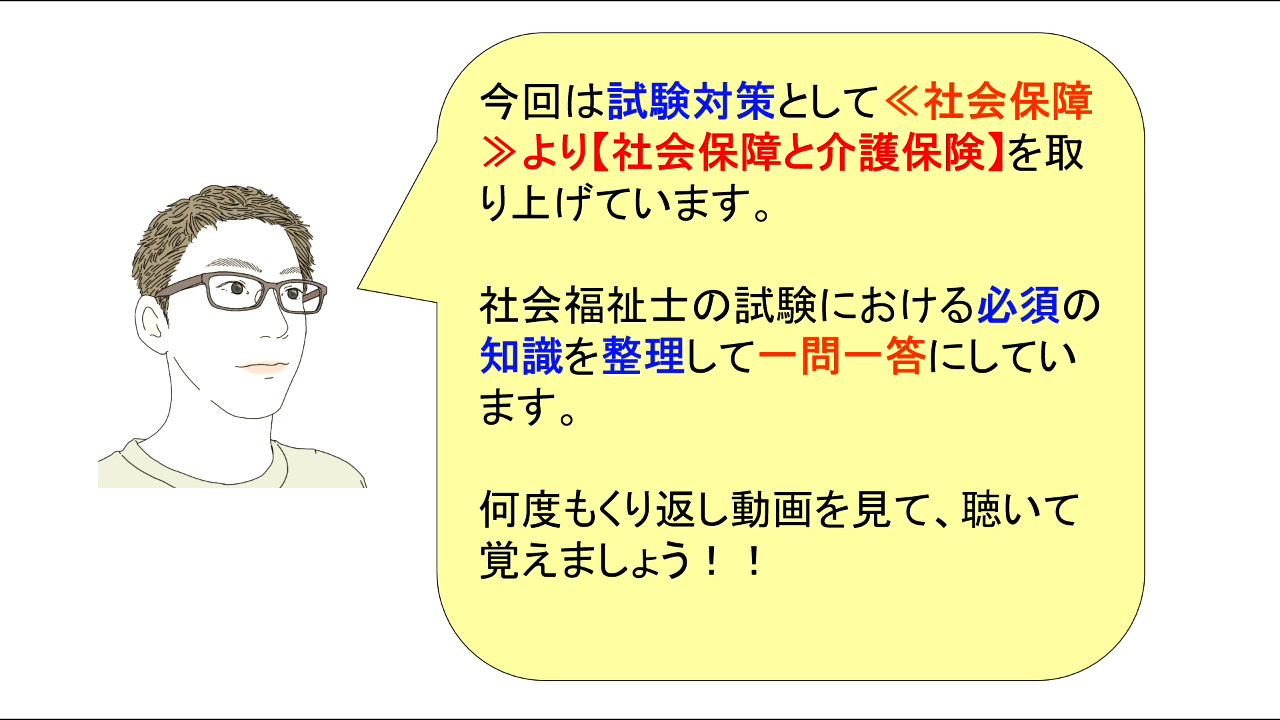 今回は試験対策として≪社会保障
≫より【社会保障と介護保険】を取
り上げています。
社会福祉士の試験における必須の
知識を整理して一問一答にしてい
ます。
何度もくり返し動画を見て、聴いて
覚えましょう！！